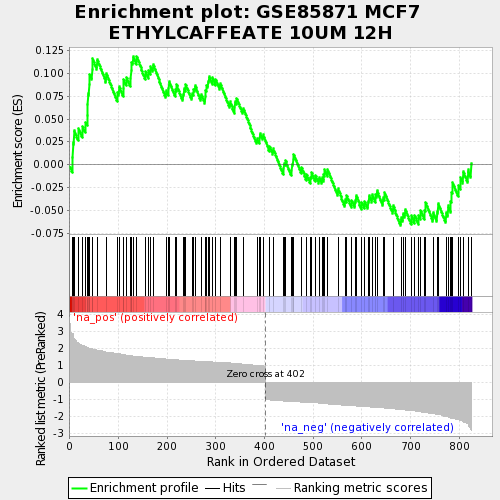 Enrichment plot: GSE85871 MCF7
ETHYLCAFFEATE 10UM 12H
Enrichment score (ES)
0.125
0.100
0.075
0.050
0.025
0.000
-0.025
-0.050
-0.075
'na_pos' (positively correlated)
Ranked list metric (PreRanked)
4
3
2
1
0
-1
-2
-3
Zero cross at 402
'na_neg' (negatively correlated)
0
100
200
300
400
500
600
700
800
Rank in Ordered Dataset
Enrichment profile
Hits
Ranking metric scores